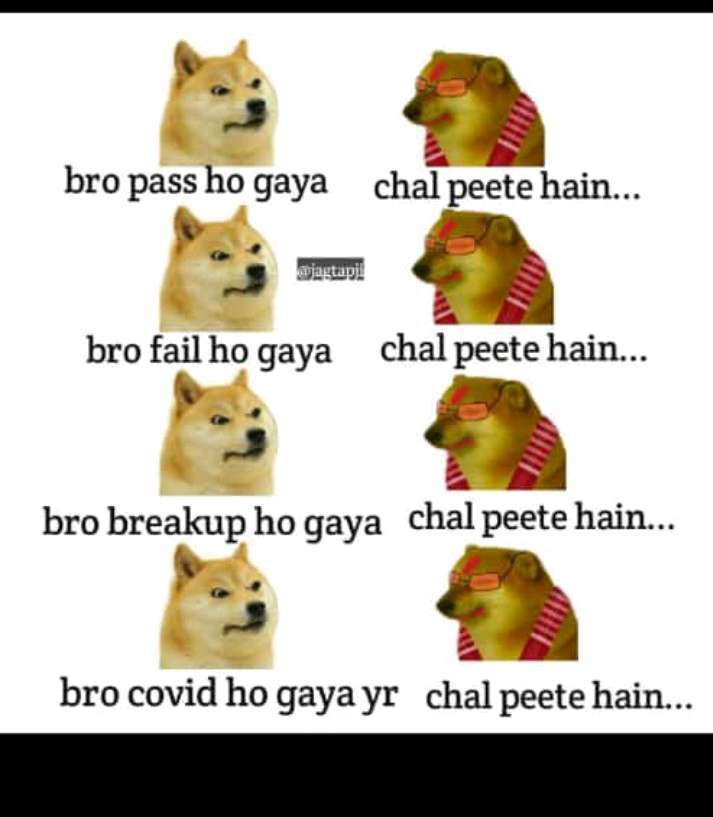 bro pass ho gaya
chal peete hain...
@jagtapji
bro fail ho gaya
chal peete hain...
bro breakup ho gaya
chal peete hain...
bro covid ho gaya yr
chal peete hain...